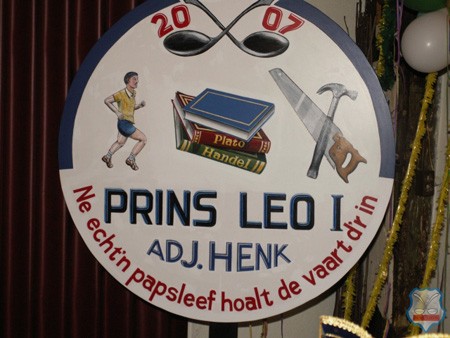 2007
Plato
Handel
PRINS LEO I
ADJ. HENK
Ne echt'n papsleef hoalt de vaart d'r in